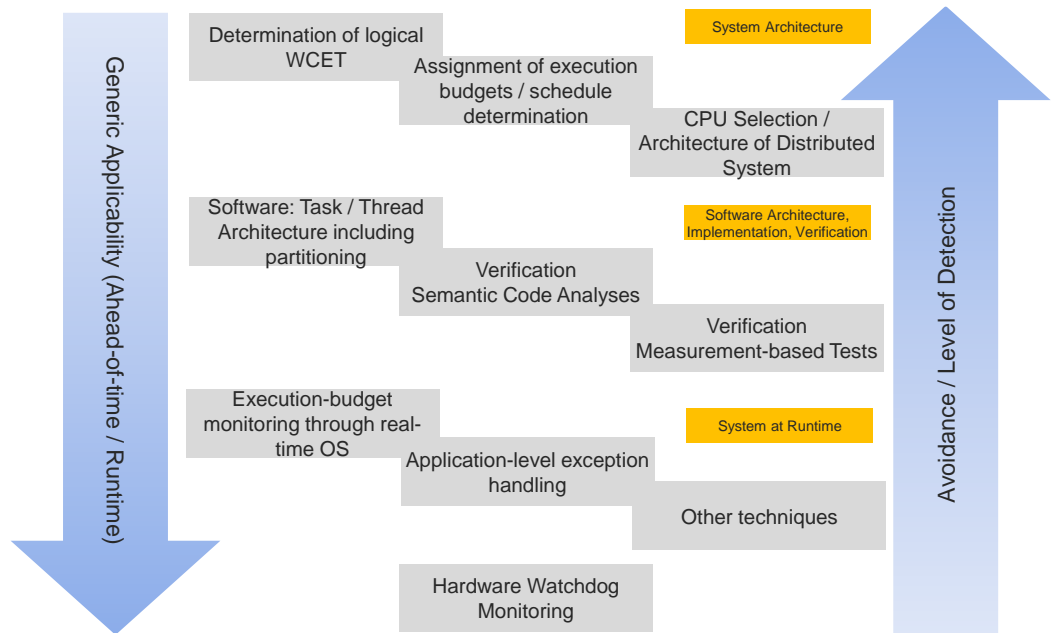 Generic Applicability (Ahead-of-time / Runtime)
Determination of logical
WCET
Assignment of execution
budgets / schedule
determination
System Architecture
CPU Selection /
Architecture of Distributed
System
Software: Task / Thread
Architecture including
partitioning
Software Architecture,
Implementation, Verification
Verification
Semantic Code Analyses
Verification
Measurement-based Tests
Execution-budget
monitoring through real-
time OS
System at Runtime
Application-level exception
handling
Other techniques
Hardware Watchdog
Monitoring
Avoidance / Level of Detection